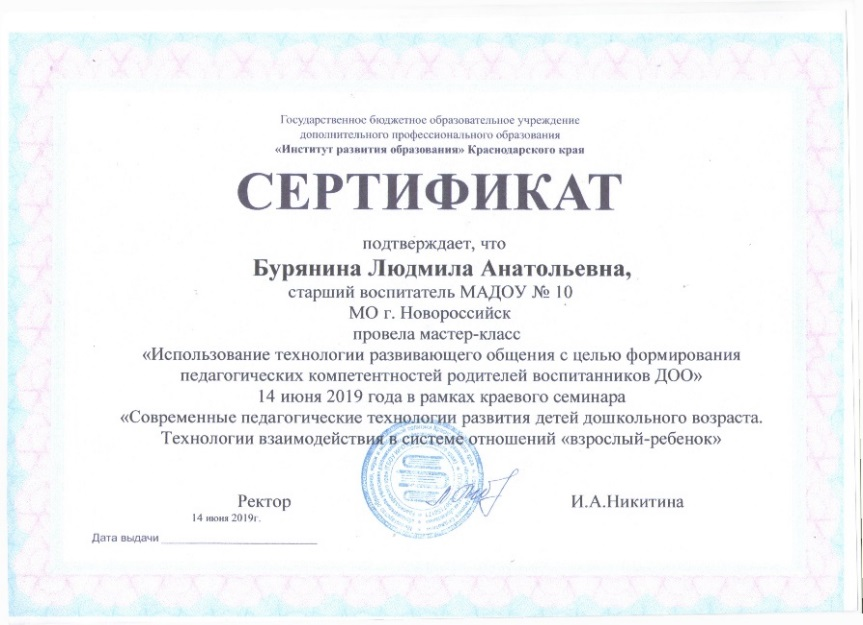 Государственное бюджетное образовательное учреждение
дополнительного профессионального образования
«Институт развития образования» Краснодарского края
СЕРТИФИКАТ
подтверждает, что
Бурянина Людмила Анатольевна,
старший воспитатель МАДОУ № 10
МО г. Новороссийск
провела мастер-класс
«Использование технологии развивающего общения с целью формирования
педагогических компетентностей родителей воспитанников ДОО»
14 июня 2019 года в рамках краевого семинара
«Современные педагогические технологии развития детей дошкольного возраста.
Технологии взаимодействия в системе отношений «взрослый-ребенок»
Ректор И.А.Никитина
14 июня 2019г.
Дата выдачи